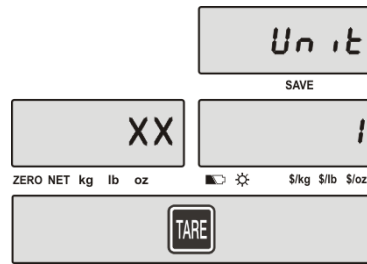 Unit
SAVE
XX 1
ZERO NET kg lb oz $/kg $/lb $/oz
TARE